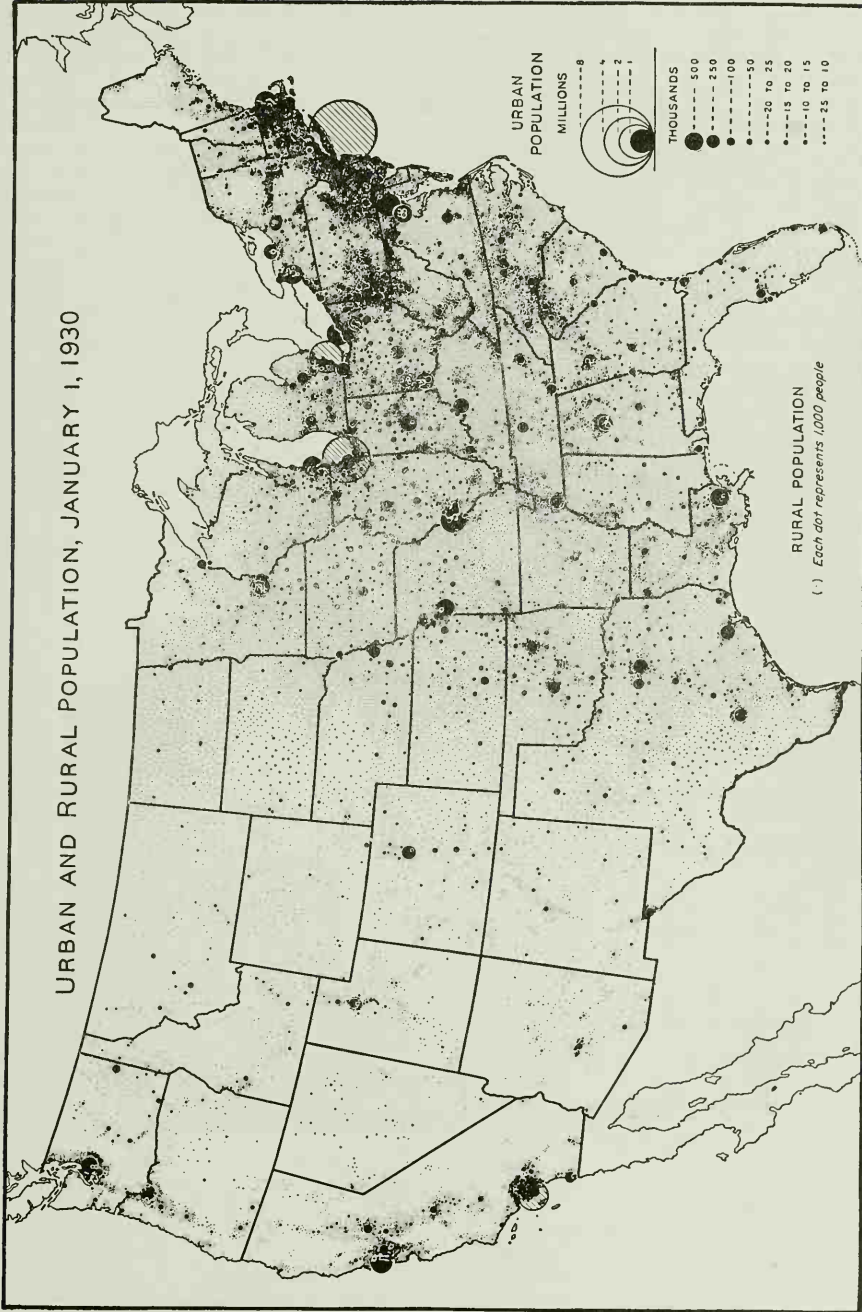 URBAN AND RURAL POPULATION, JANUARY 1, 1930
URBAN
POPULATION
MILLIONS
8
4
2
1
THOUSANDS
500
250
100
50
20 TO 25
15 TO 20
10 TO 15
25 TO 10
RURAL POPULATION
(·) Each dot represents 1,000 people